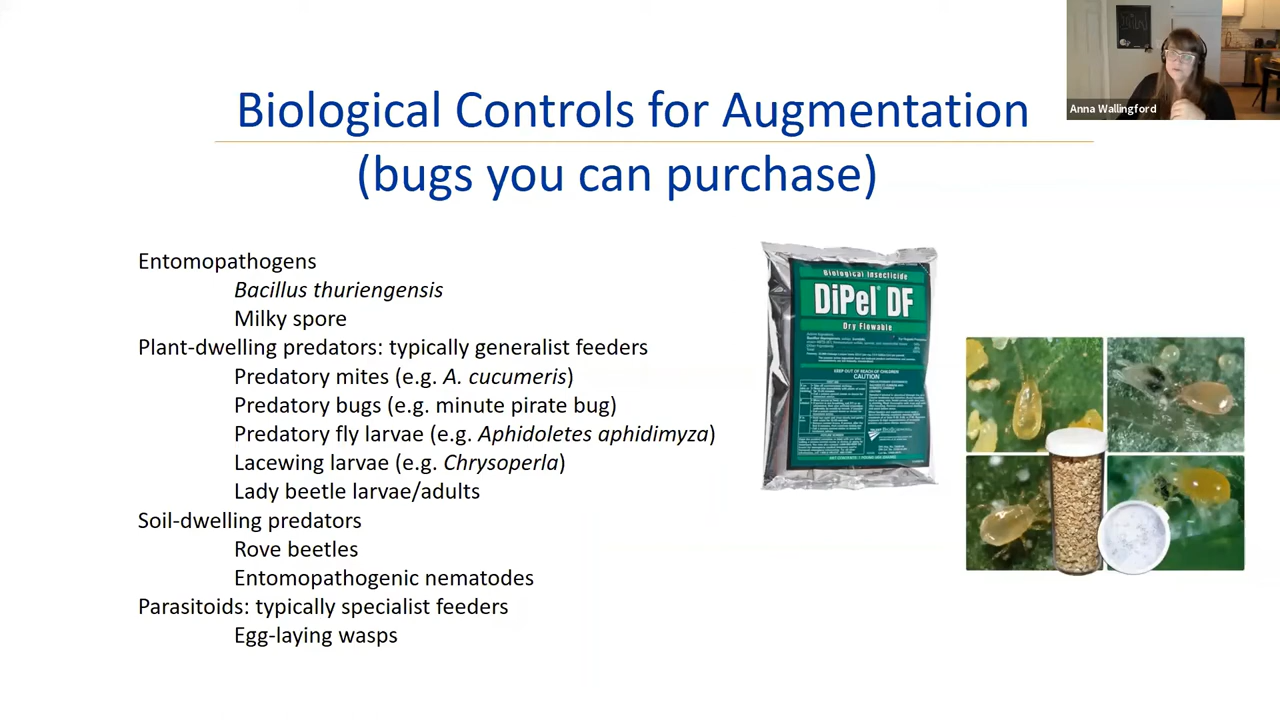 Anna Wallingford
Biological Controls for Augmentation
(bugs you can purchase)
Entomopathogens
Bacillus thuriengensis
Milky spore
Plant-dwelling predators: typically generalist feeders
Predatory mites (e.g. A. cucumeris)
Predatory bugs (e.g. minute pirate bug)
Predatory fly larvae (e.g. Aphidoletes aphidimyza)
Lacewing larvae (e.g. Chrysoperla)
Lady beetle larvae/adults
Soil-dwelling predators
Rove beetles
Entomopathogenic nematodes
Parasitoids: typically specialist feeders
Egg-laying wasps
Biological Insecticide
DiPel® DF
Dry Flowable
KEEP OUT OF REACH OF CHILDREN
CAUTION